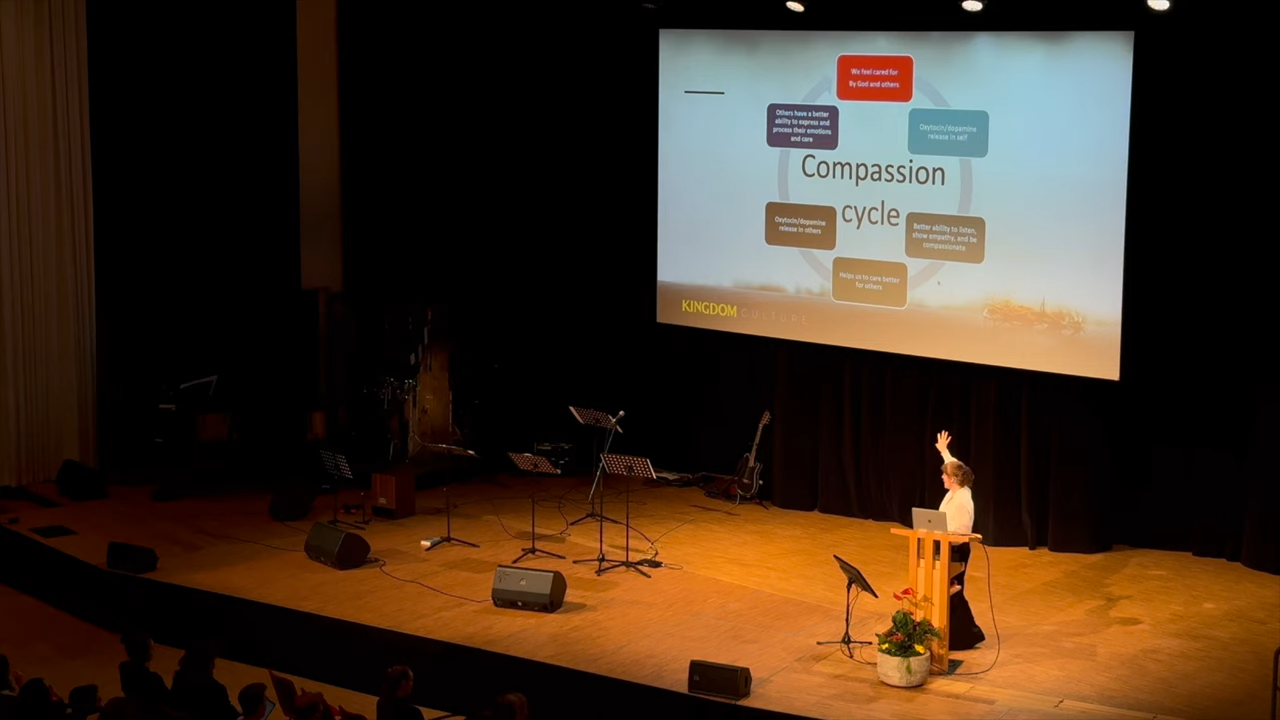 We feel cared for
By God and others
Others have a better
ability to express and
process their emotions
and care
Oxytocin/dopamine
release in self
Compassion
cycle
Oxytocin/dopamine
release in others
Better ability to listen,
show empathy, and be
compassionate
Helps us to care better
for others
KINGDOM CULTURE